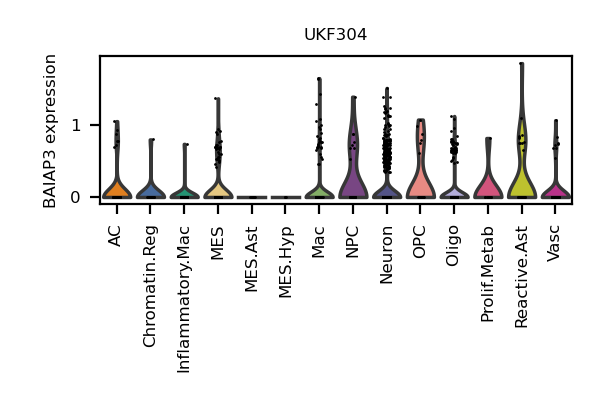 UKF304
BAIAP3 expression
1
0
AC
Chromatin.Reg
Inflammatory.Mac
MES
MES.Ast
MES.Hyp
Mac
NPC
Neuron
OPC
Oligo
Prolif.Metab
Reactive.Ast
Vasc